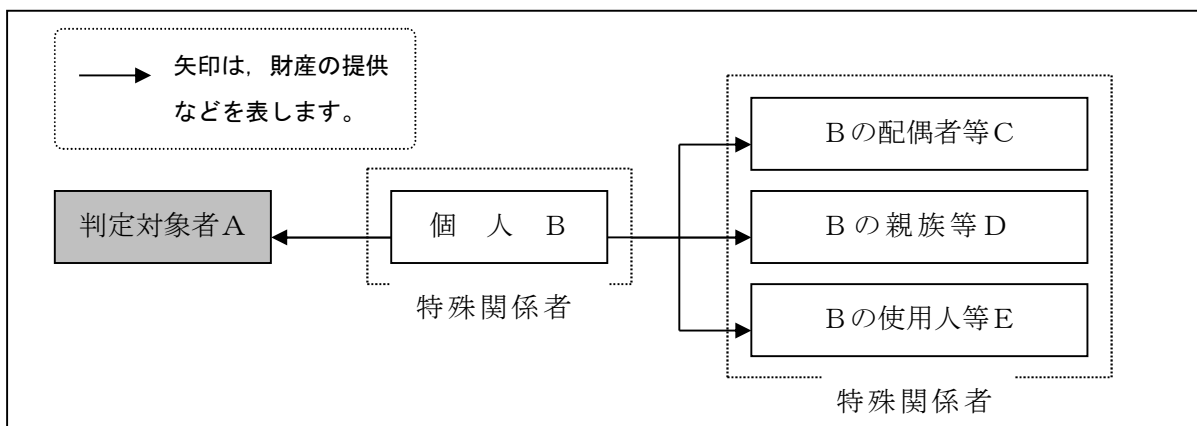 矢印は，財産の提供
などを表します。
判定対象者Ａ
個 人 Ｂ
特殊関係者
Ｂの配偶者等Ｃ
Ｂの親族等Ｄ
Ｂの使用人等Ｅ
特殊関係者